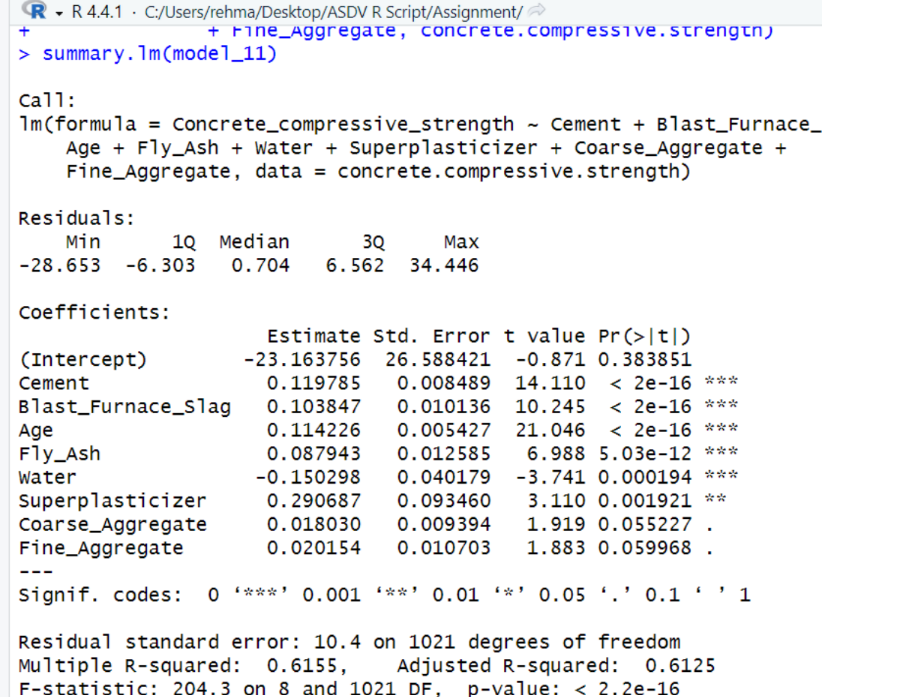 R 4.4.1 · C:/Users/rehma/Desktop/ASDV R Script/Assignment/
+ + Fine_Aggregate, concrete.compressive.strength)
> summary.lm(model_11)
Call:
lm(formula = Concrete_compressive_strength ~ Cement + Blast_Furnace_
Age + Fly_Ash + Water + Superplasticizer + Coarse_Aggregate +
Fine_Aggregate, data = concrete.compressive.strength)
Residuals:
Min 1Q Median 3Q Max
-28.653 -6.303 0.704 6.562 34.446
Coefficients:
Estimate Std. Error t value Pr(>|t|)
(Intercept) -23.163756 26.588421 -0.871 0.383851
Cement 0.119785 0.008489 14.110 < 2e-16 ***
Blast_Furnace_Slag 0.103847 0.010136 10.245 < 2e-16 ***
Age 0.114226 0.005427 21.046 < 2e-16 ***
Fly_Ash 0.087943 0.012585 6.988 5.03e-12 ***
Water -0.150298 0.040179 -3.741 0.000194 ***
Superplasticizer 0.290687 0.093460 3.110 0.001921 **
Coarse_Aggregate 0.018030 0.009394 1.919 0.055227 .
Fine_Aggregate 0.020154 0.010703 1.883 0.059968 .
---
Signif. codes: 0 ‘***’ 0.001 ‘**’ 0.01 ‘*’ 0.05 ‘.’ 0.1 ‘ ’ 1
Residual standard error: 10.4 on 1021 degrees of freedom
Multiple R-squared: 0.6155, Adjusted R-squared: 0.6125
F-statistic: 204.3 on 8 and 1021 DF, p-value: < 2.2e-16